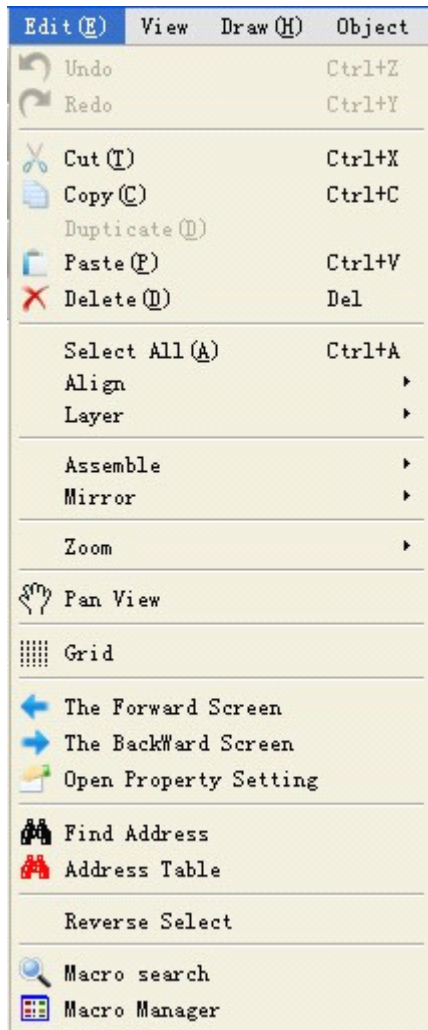 Edit(E) View Draw(H) Object
Undo Ctrl+Z
Redo Ctrl+Y
Cut(T) Ctrl+X
Copy(C) Ctrl+C
Dupticate(D)
Paste(P) Ctrl+V
Delete(D) Del
Select All(A) Ctrl+A
Align
Layer
Assemble
Mirror
Zoom
Pan View
Grid
The Forward Screen
The BackWard Screen
Open Property Setting
Find Address
Address Table
Reverse Select
Macro search
Macro Manager